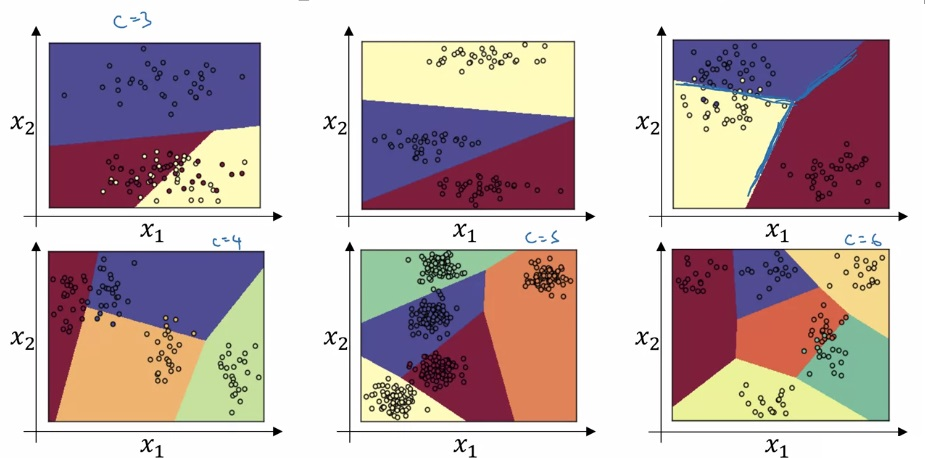 C=3
x₂
x₂
x₂
x₁
x₁
x₁
C=4
C=5
C=6
x₂
x₂
x₂
x₁
x₁
x₁